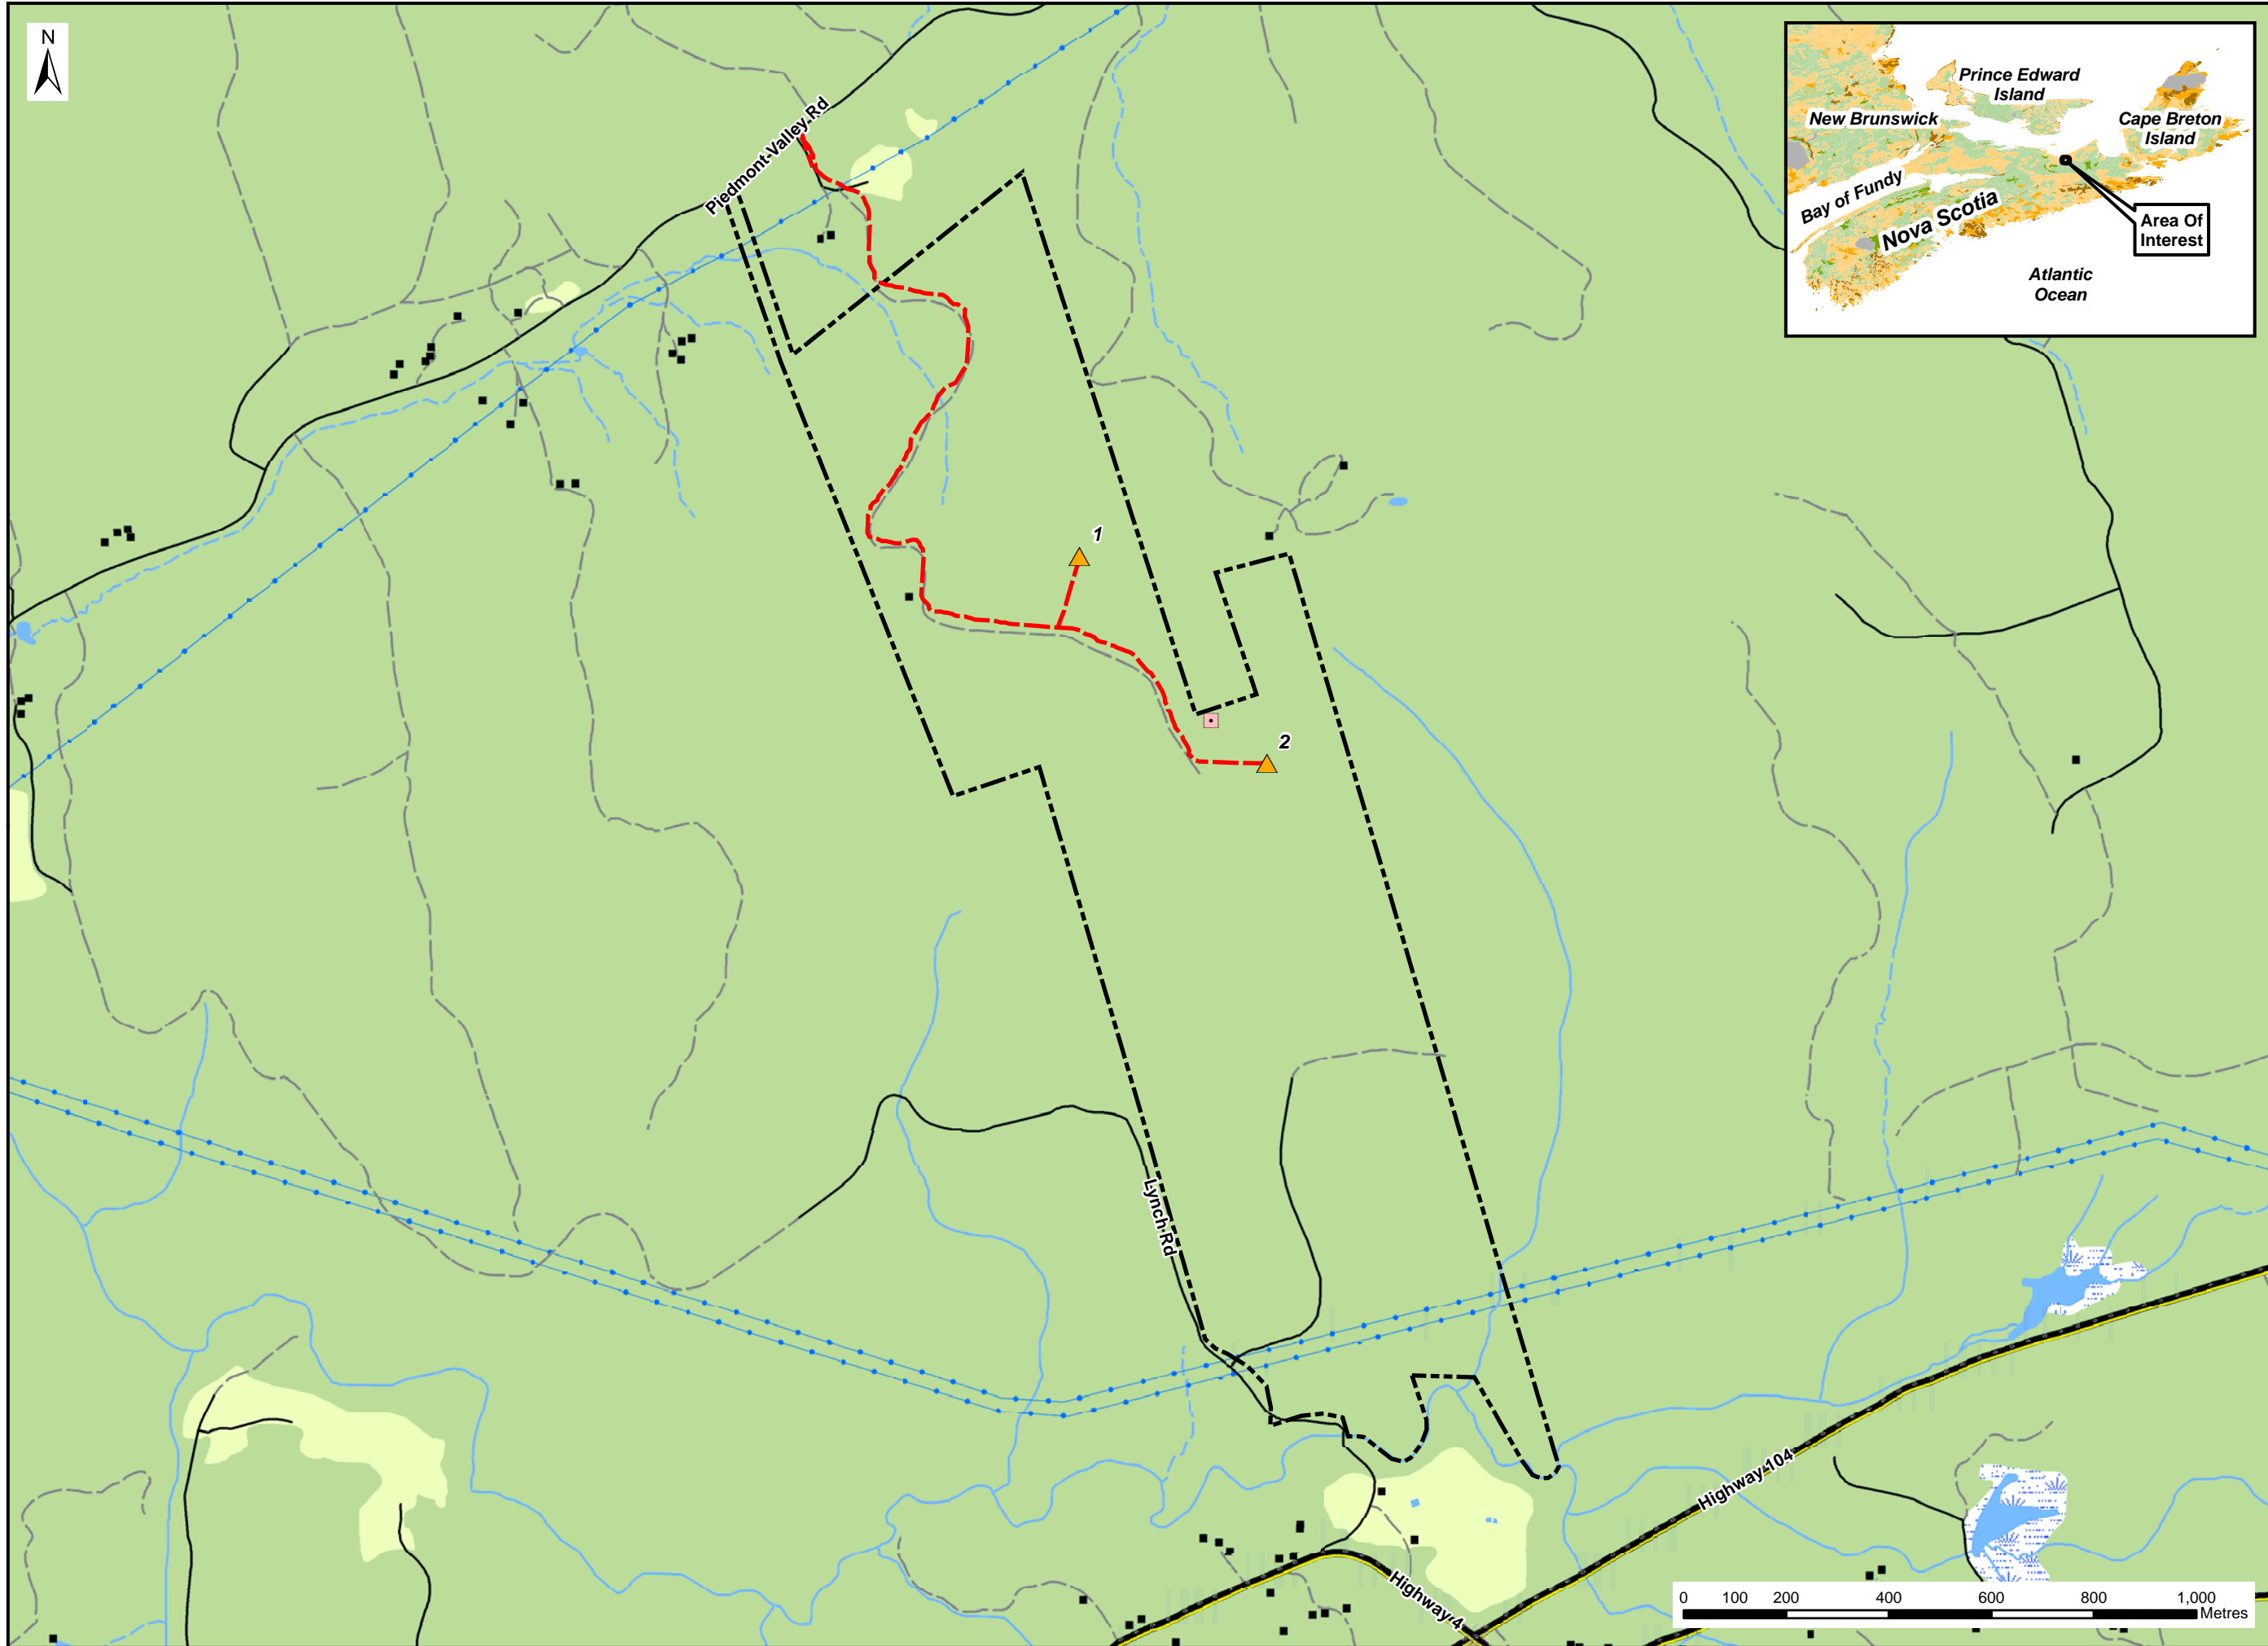 N
Piedmont Valley Rd
Prince Edward
Island
New Brunswick
Cape Breton
Island
Bay of Fundy
Nova Scotia
Area Of
Interest
Atlantic
Ocean
1
2
Lynch Rd
Highway 104
Highway 4
0 100 200 400 600 800 1,000
Metres